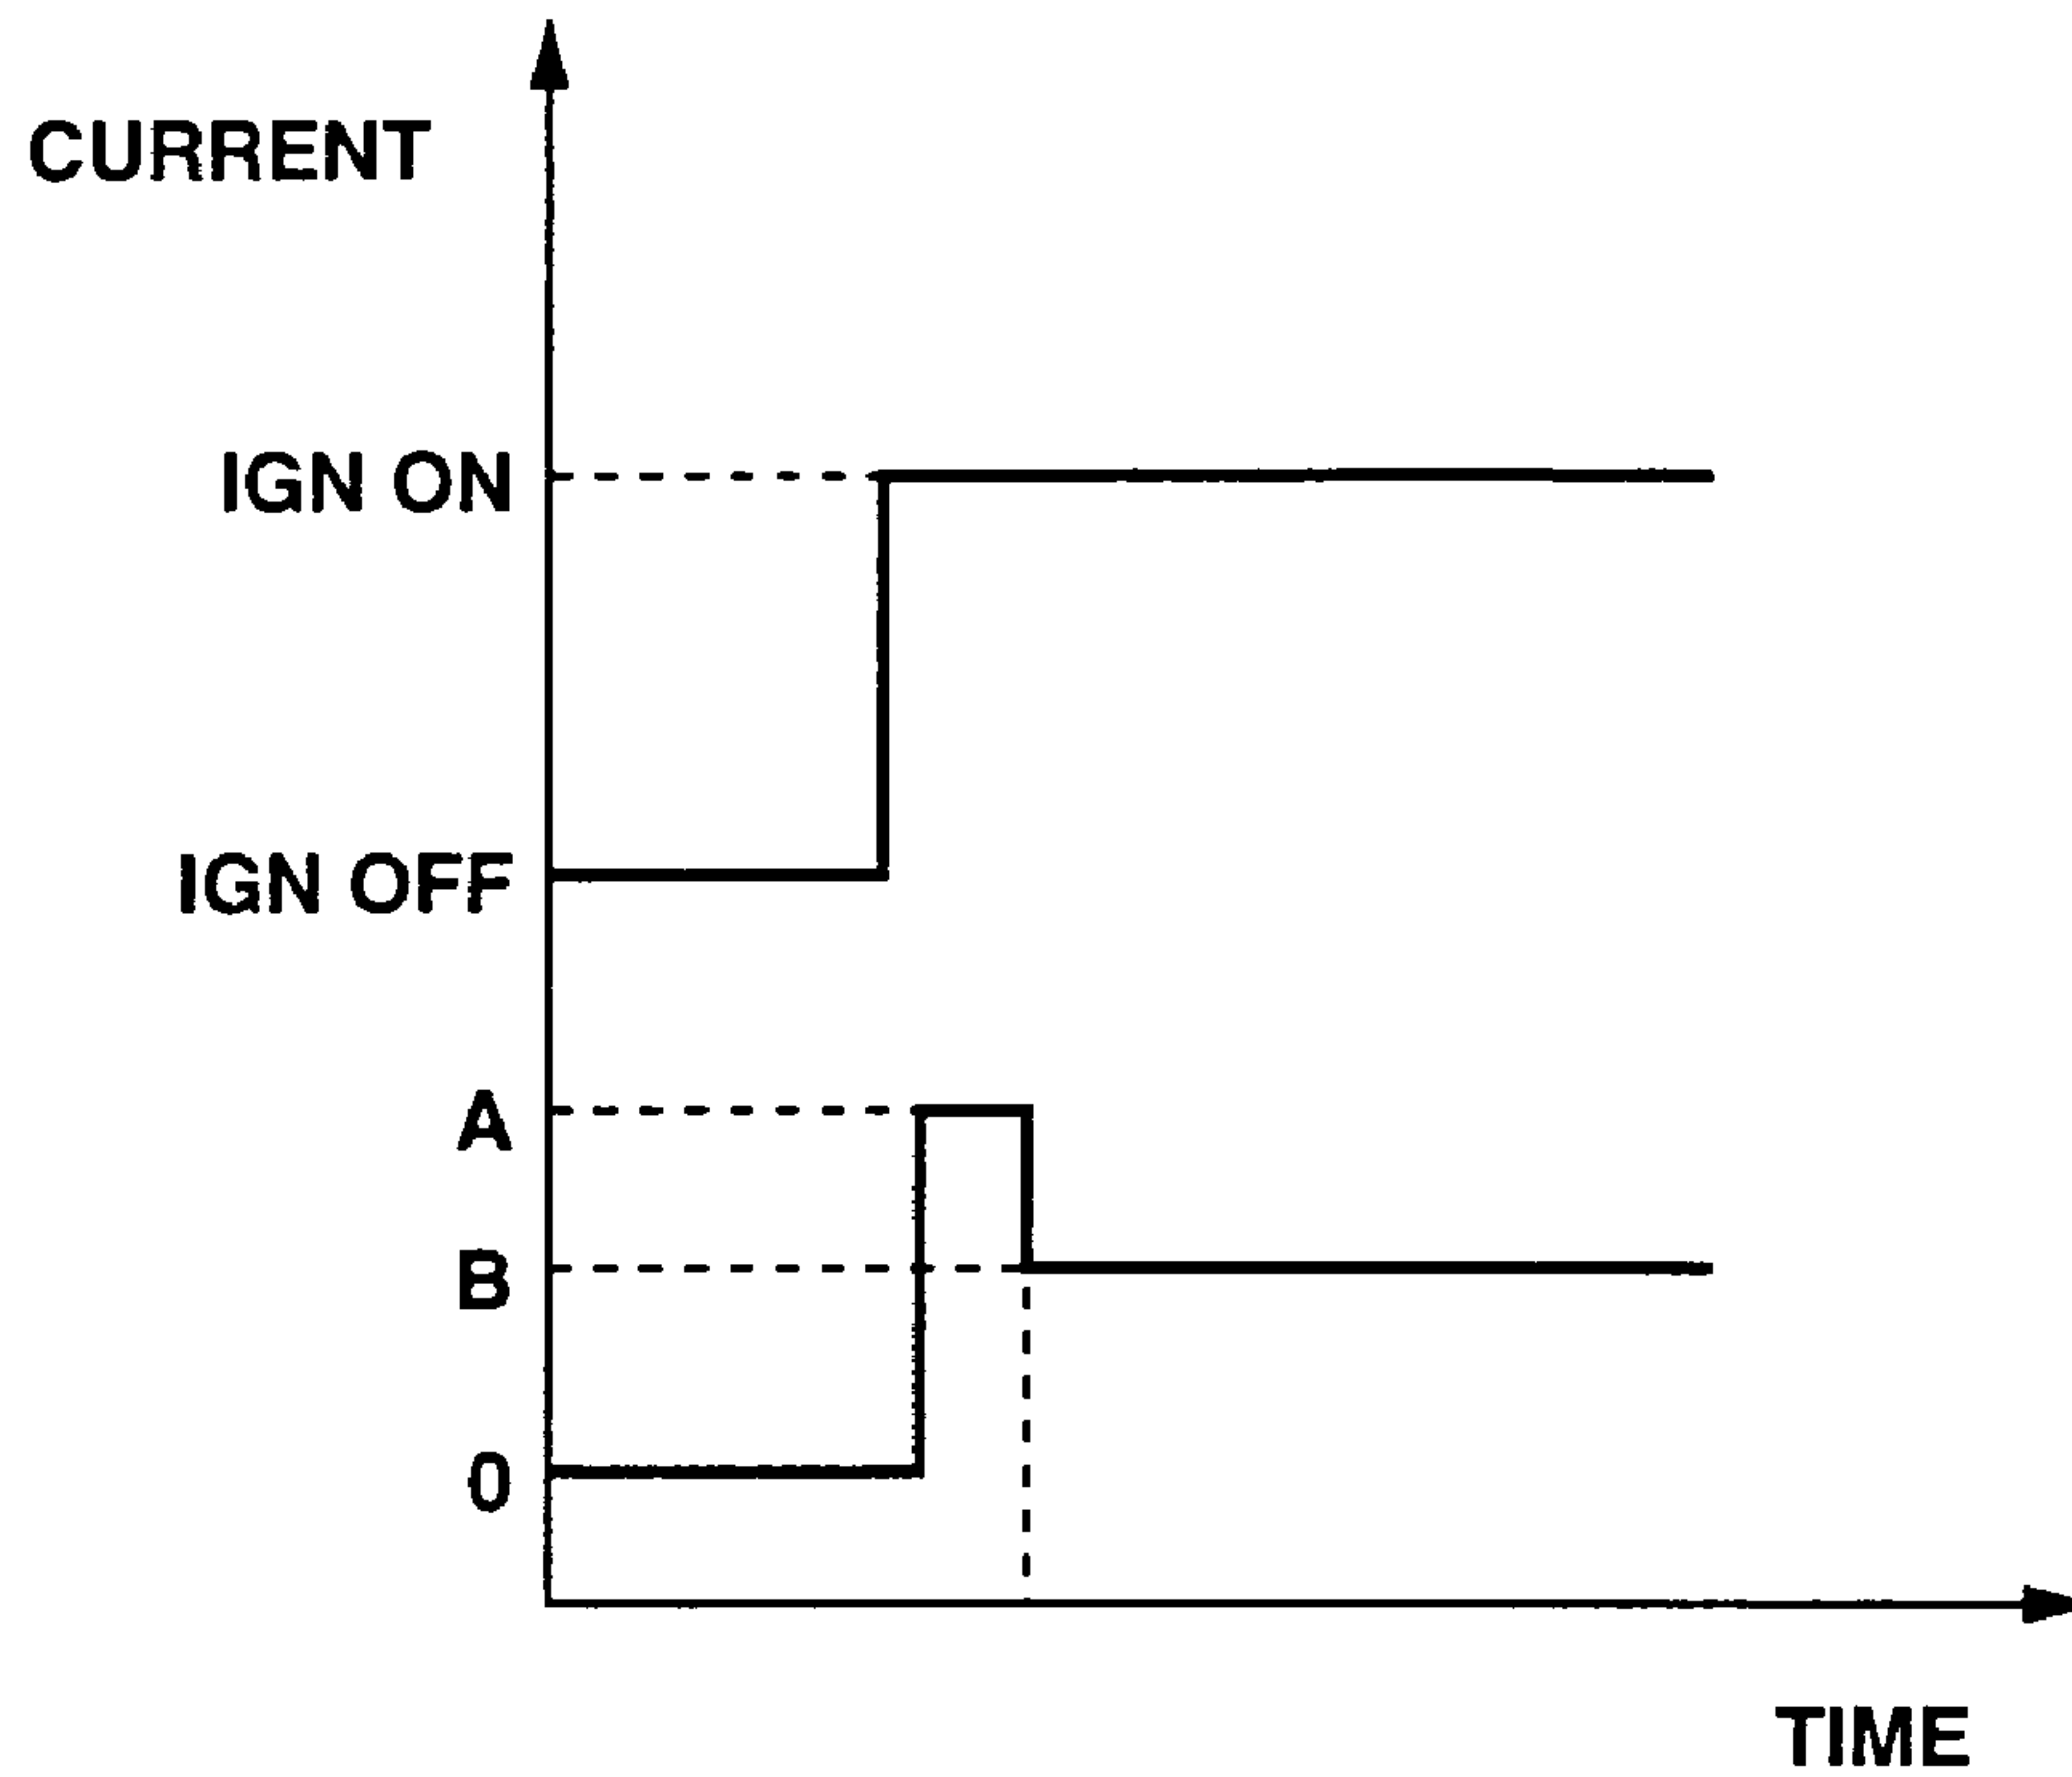 CURRENT
IGN ON
IGN OFF
A
B
0
TIME